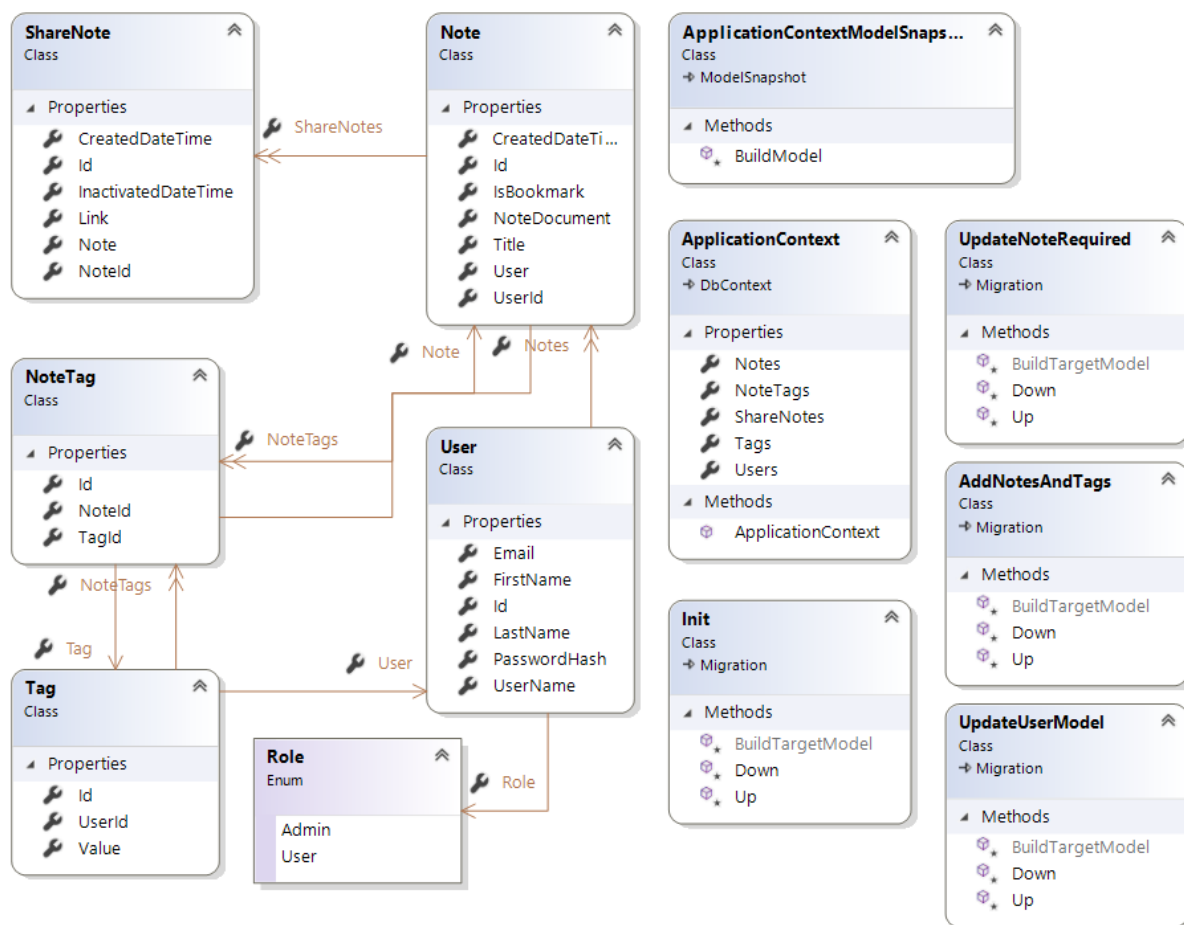 ShareNote
Class
Properties
CreatedDateTime
Id
InactivatedDateTime
Link
Note
NoteId
ShareNotes
Note
Class
Properties
CreatedDateTi...
Id
IsBookmark
NoteDocument
Title
User
UserId
ApplicationContextModelSnaps...
Class
ModelSnapshot
Methods
BuildModel
ApplicationContext
Class
DbContext
Properties
Notes
NoteTags
ShareNotes
Tags
Users
Methods
ApplicationContext
UpdateNoteRequired
Class
Migration
Methods
BuildTargetModel
Down
Up
Note
Notes
NoteTag
Class
Properties
Id
NoteId
TagId
NoteTags
User
Class
Properties
Email
FirstName
Id
LastName
PasswordHash
UserName
AddNotesAndTags
Class
Migration
Methods
BuildTargetModel
Down
Up
NoteTags
Tag
User
Init
Class
Migration
Methods
BuildTargetModel
Down
Up
Tag
Class
Properties
Id
UserId
Value
Role
Enum
Admin
User
Role
UpdateUserModel
Class
Migration
Methods
BuildTargetModel
Down
Up